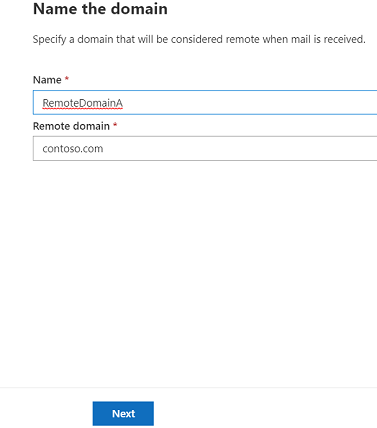 Name the domain
Specify a domain that will be considered remote when mail is received.
Name *
RemoteDomainA
Remote domain *
contoso.com
Next